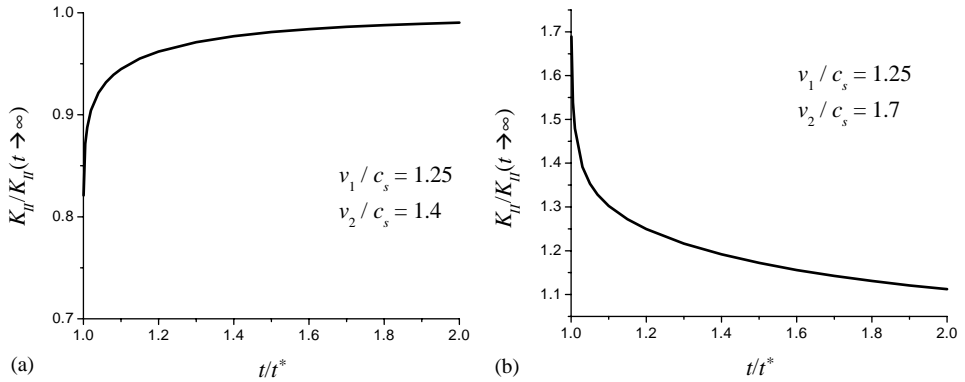 1.0
0.9
0.8
0.7
K_II/K_II(t → ∞)
v_1 / c_s = 1.25
v_2 / c_s = 1.4
1.0 1.2 1.4 1.6 1.8 2.0
(a)
t/t*
1.7
1.6
1.5
1.4
1.3
1.2
1.1
K_II/K_II(t → ∞)
v_1 / c_s = 1.25
v_2 / c_s = 1.7
1.0 1.2 1.4 1.6 1.8 2.0
(b)
t/t*